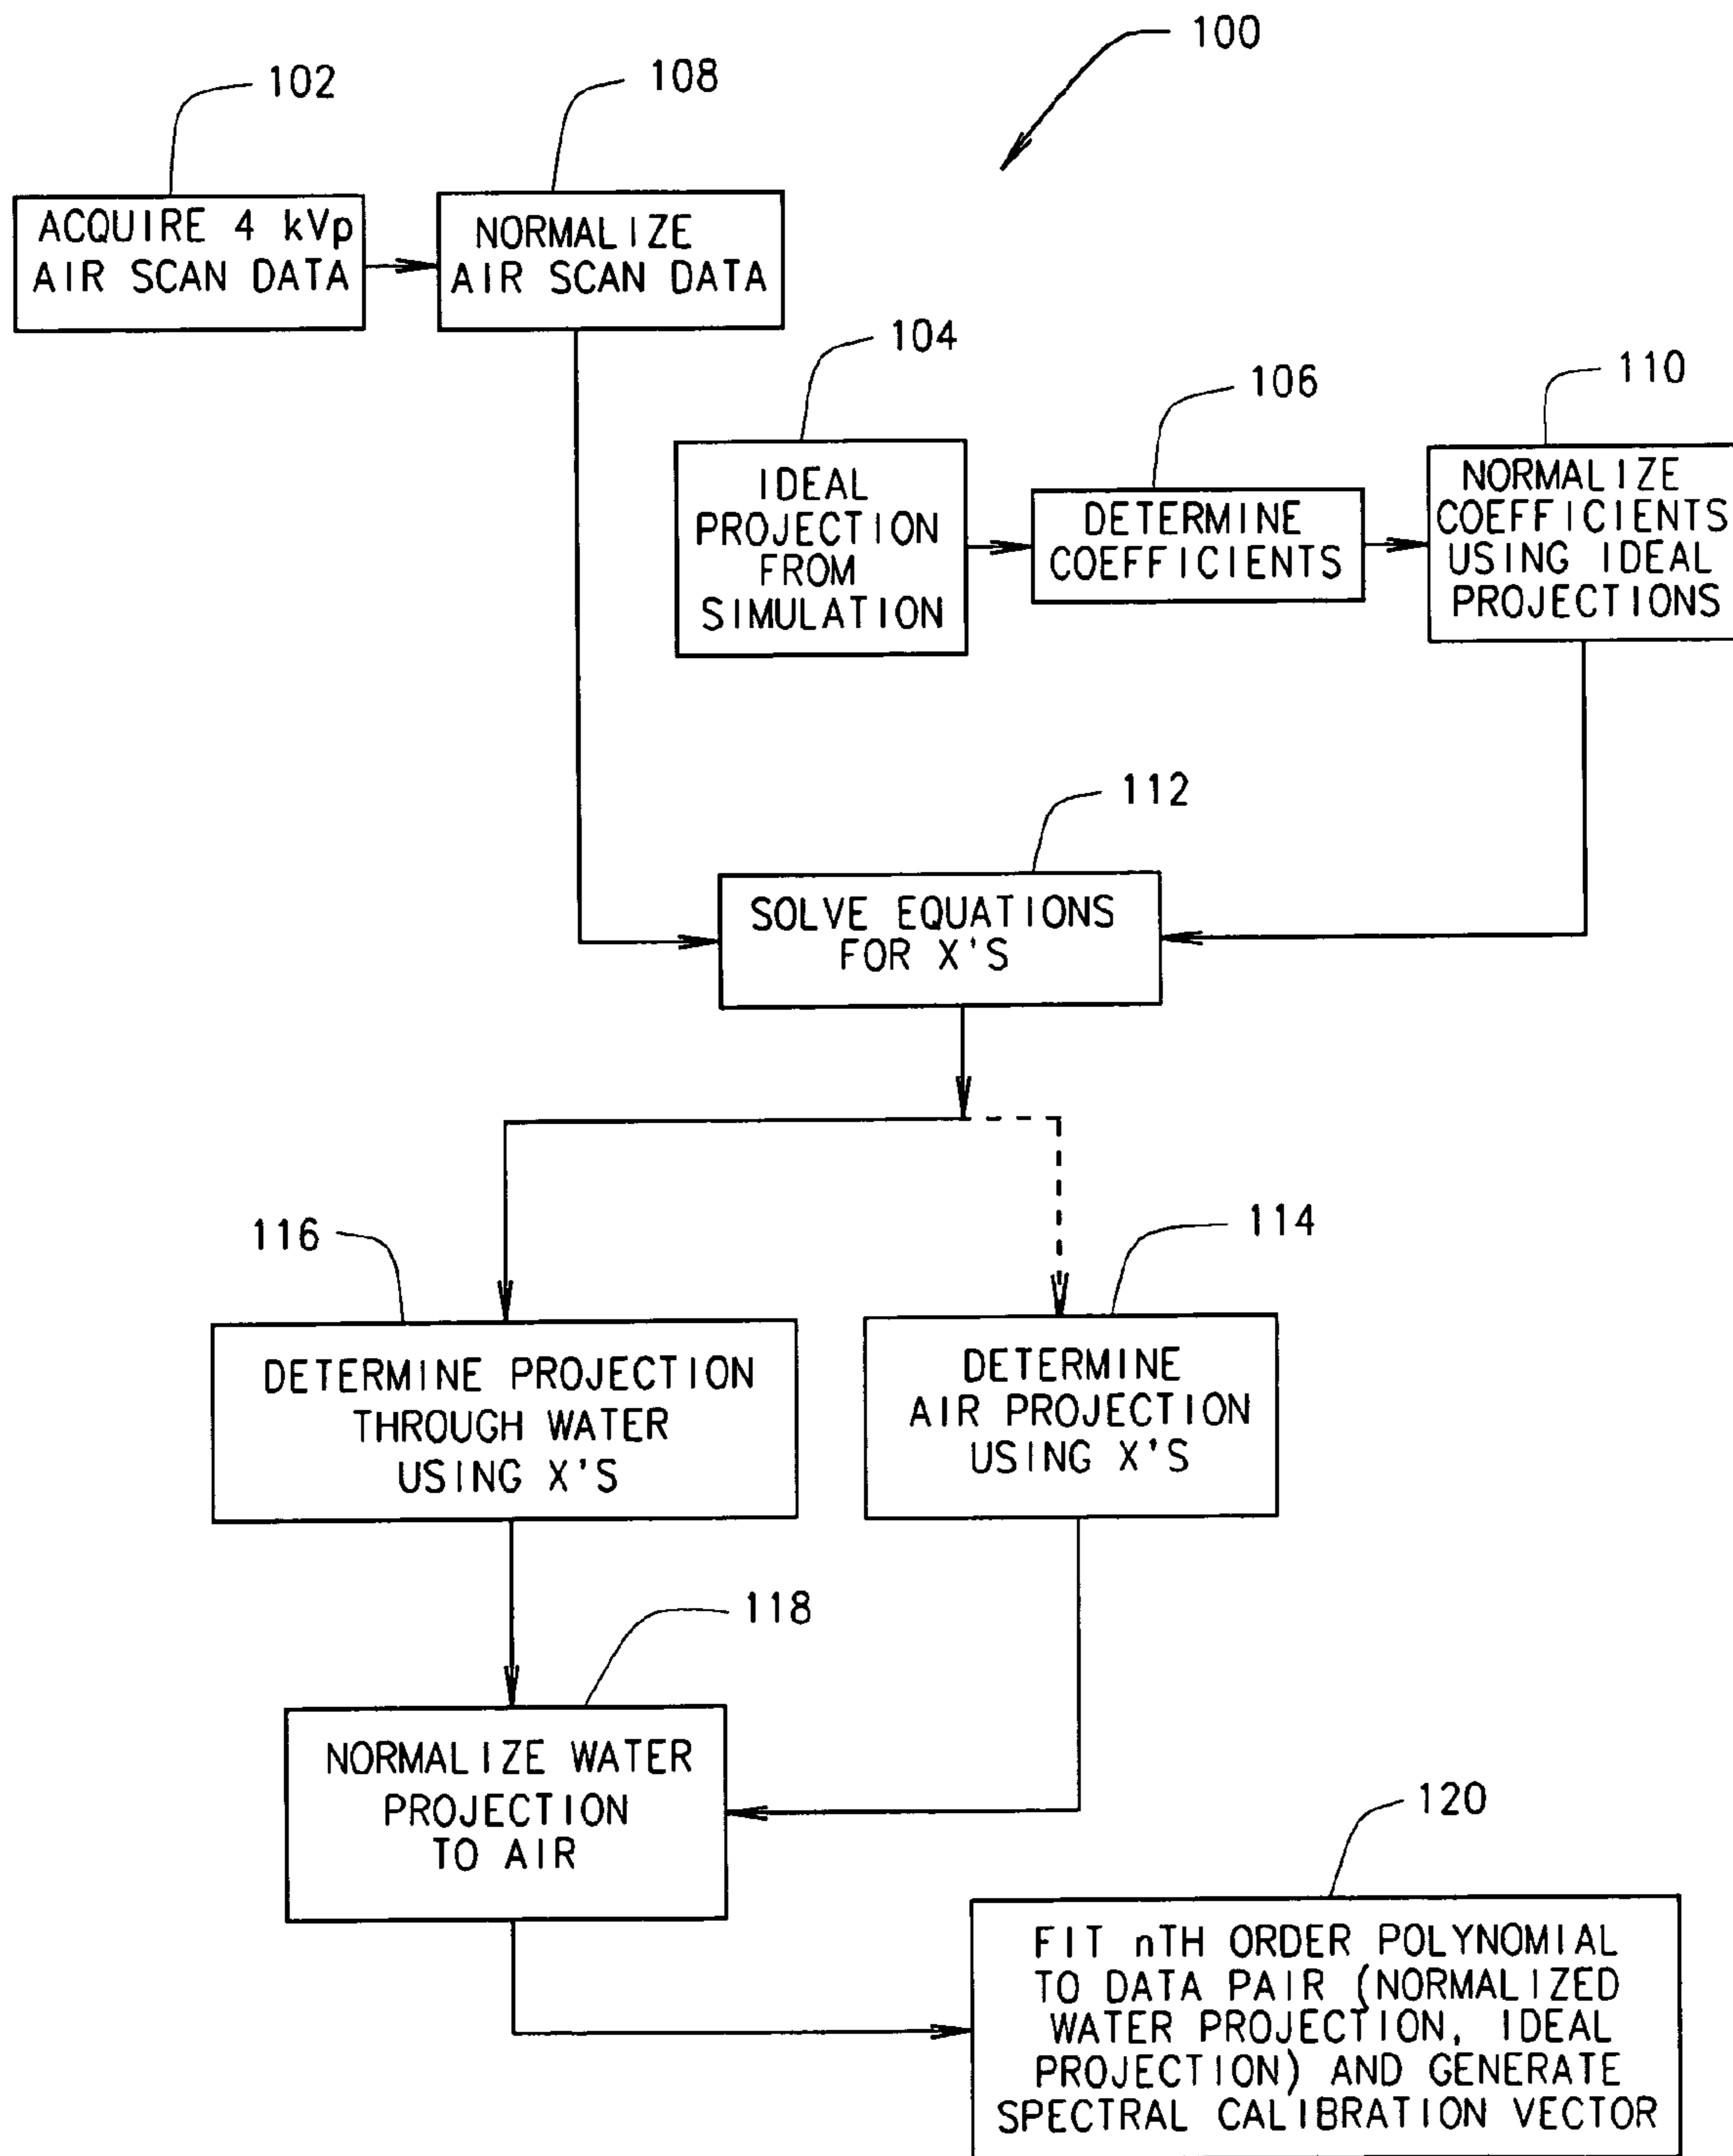 100
102
108
ACQUIRE 4 kVp
AIR SCAN DATA
NORMALIZE
AIR SCAN DATA
104
106
110
IDEAL
PROJECTION
FROM
SIMULATION
DETERMINE
COEFFICIENTS
NORMALIZE
COEFFICIENTS
USING IDEAL
PROJECTIONS
112
SOLVE EQUATIONS
FOR X'S
116
114
DETERMINE PROJECTION
THROUGH WATER
USING X'S
DETERMINE
AIR PROJECTION
USING X'S
118
NORMALIZE WATER
PROJECTION
TO AIR
120
FIT nTH ORDER POLYNOMIAL
TO DATA PAIR (NORMALIZED
WATER PROJECTION, IDEAL
PROJECTION) AND GENERATE
SPECTRAL CALIBRATION VECTOR